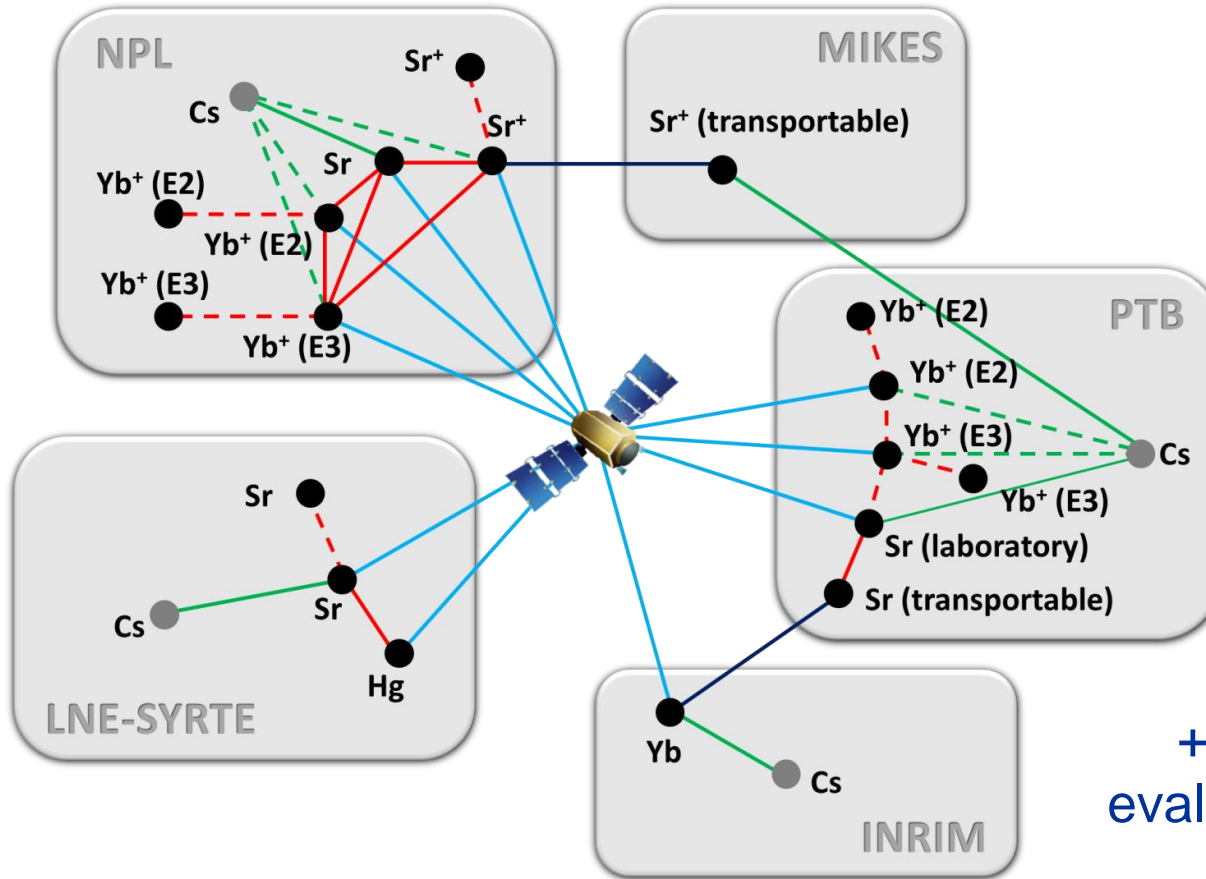 NPL
Sr⁺
Cs
Sr⁺
Sr
Yb⁺ (E2)
Yb⁺ (E2)
Yb⁺ (E3)
Yb⁺ (E3)
MIKES
Sr⁺ (transportable)
PTB
Yb⁺ (E2)
Yb⁺ (E2)
Yb⁺ (E3)
Cs
Yb⁺ (E3)
Sr (laboratory)
Sr (transportable)
Sr
Sr
Cs
Hg
LNE-SYRTE
Yb
Cs
INRIM
+
eval